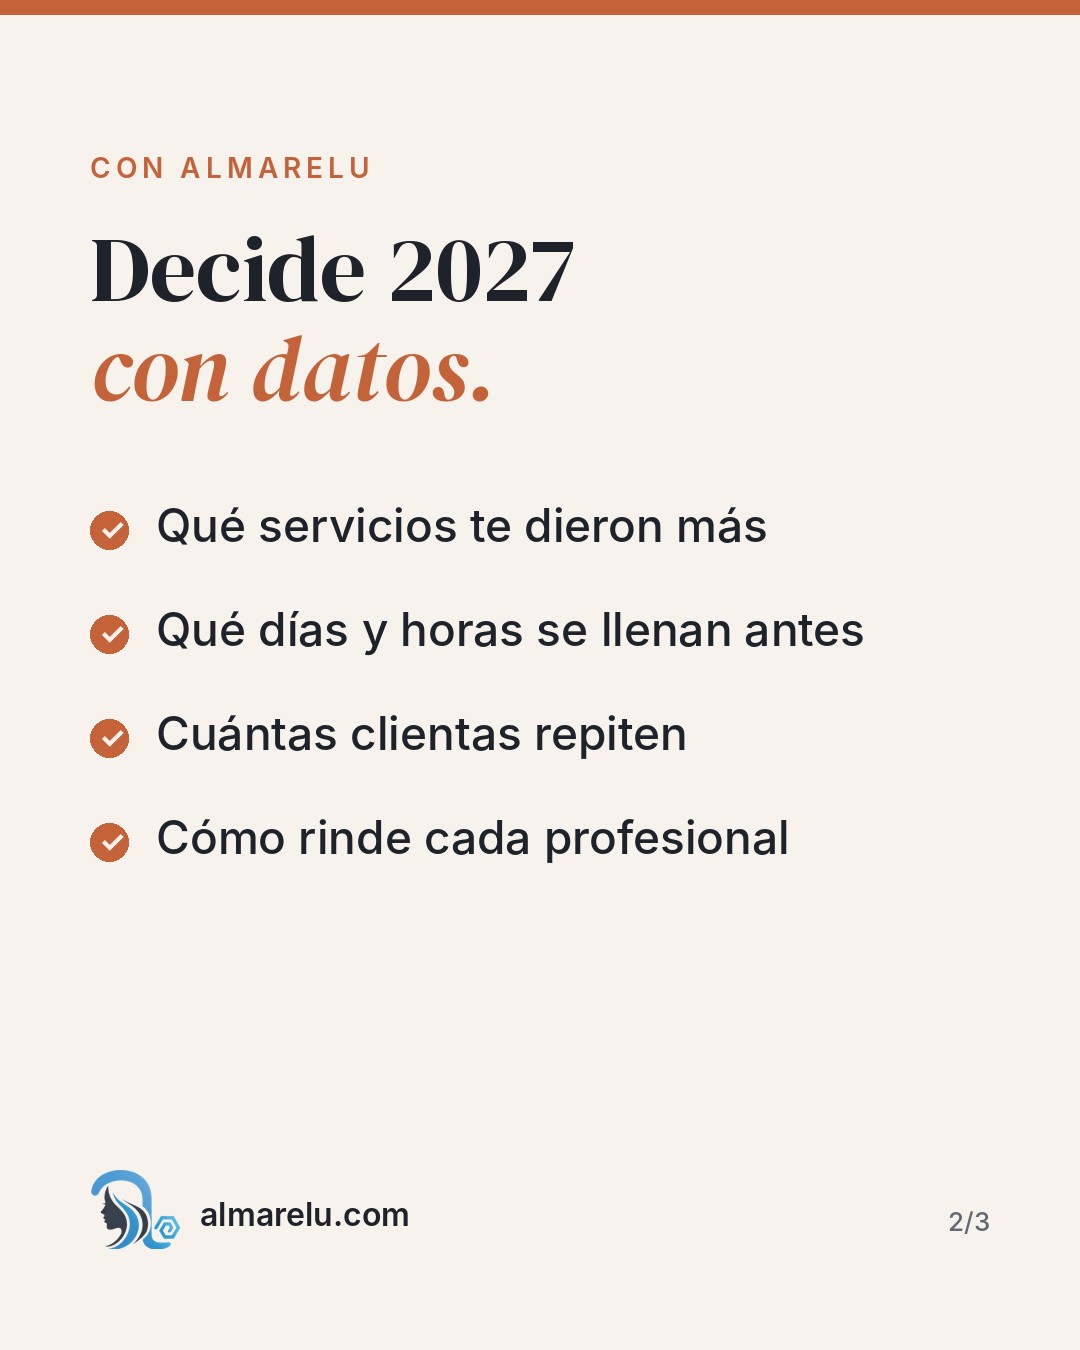 CON ALMARELU
Decide 2027
con datos.
Qué servicios te dieron más
Qué días y horas se llenan antes
Cuántas clientas repiten
Cómo rinde cada profesional
almarelu.com
2/3